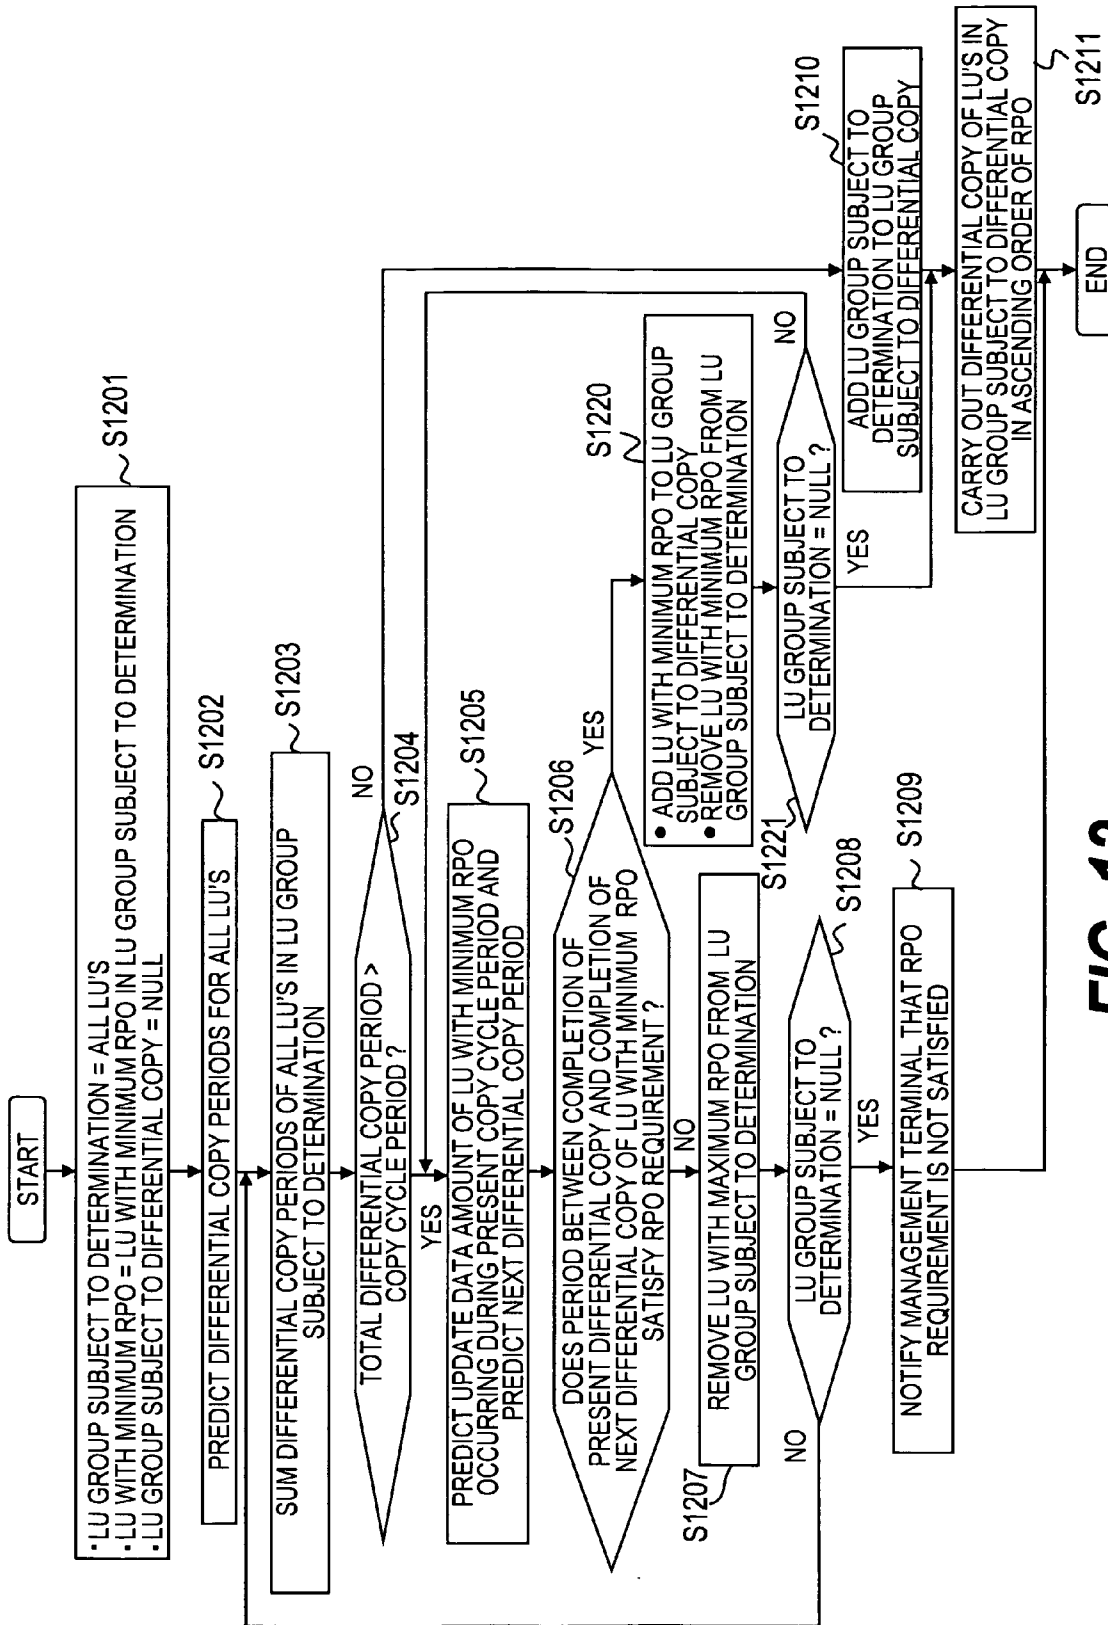 START
S1201
・LU GROUP SUBJECT TO DETERMINATION = ALL LU'S
・LU WITH MINIMUM RPO = LU WITH MINIMUM RPO IN LU GROUP SUBJECT TO DETERMINATION
・LU GROUP SUBJECT TO DIFFERENTIAL COPY = NULL
S1202
PREDICT DIFFERENTIAL COPY PERIODS FOR ALL LU'S
S1203
SUM DIFFERENTIAL COPY PERIODS OF ALL LU'S IN LU GROUP
SUBJECT TO DETERMINATION
S1204
TOTAL DIFFERENTIAL COPY PERIOD >
COPY CYCLE PERIOD ?
NO
YES
S1205
PREDICT UPDATE DATA AMOUNT OF LU WITH MINIMUM RPO
OCCURRING DURING PRESENT COPY CYCLE PERIOD AND
PREDICT NEXT DIFFERENTIAL COPY PERIOD
S1206
DOES PERIOD BETWEEN COMPLETION OF
PRESENT DIFFERENTIAL COPY AND COMPLETION OF
NEXT DIFFERENTIAL COPY OF LU WITH MINIMUM RPO
SATISFY RPO REQUIREMENT ?
YES
NO
S1220
● ADD LU WITH MINIMUM RPO TO LU GROUP
SUBJECT TO DIFFERENTIAL COPY
● REMOVE LU WITH MINIMUM RPO FROM LU
GROUP SUBJECT TO DETERMINATION
S1207
REMOVE LU WITH MAXIMUM RPO FROM LU
GROUP SUBJECT TO DETERMINATION
S1221
LU GROUP SUBJECT TO
DETERMINATION = NULL ?
NO
YES
S1208
LU GROUP SUBJECT TO
DETERMINATION = NULL ?
NO
YES
S1209
NOTIFY MANAGEMENT TERMINAL THAT RPO
REQUIREMENT IS NOT SATISFIED
S1210
ADD LU GROUP SUBJECT TO
DETERMINATION TO LU GROUP
SUBJECT TO DIFFERENTIAL COPY
CARRY OUT DIFFERENTIAL COPY OF LU'S IN
LU GROUP SUBJECT TO DIFFERENTIAL COPY
IN ASCENDING ORDER OF RPO
S1211
END